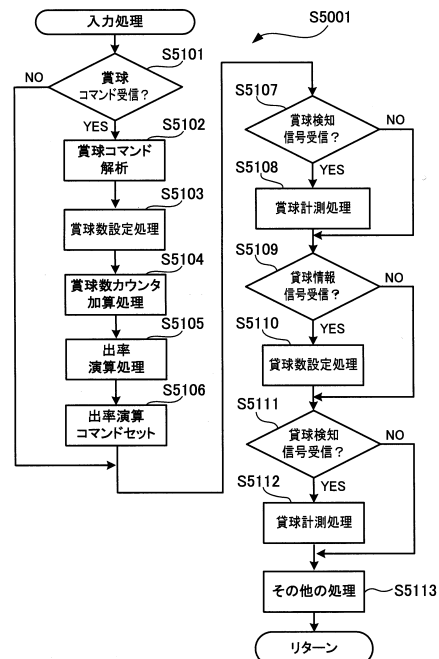 入力処理
S5001
S5101
NO
賞球
コマンド受信?
YES
S5102
賞球コマンド
解析
S5103
賞球数設定処理
S5104
賞球数カウンタ
加算処理
S5105
出率
演算処理
S5106
出率演算
コマンドセット
S5107
賞球検知
信号受信?
NO
YES
S5108
賞球計測処理
S5109
貸球情報
信号受信?
NO
YES
S5110
貸球数設定処理
S5111
貸球検知
信号受信?
NO
YES
S5112
貸球計測処理
その他の処理
S5113
リターン